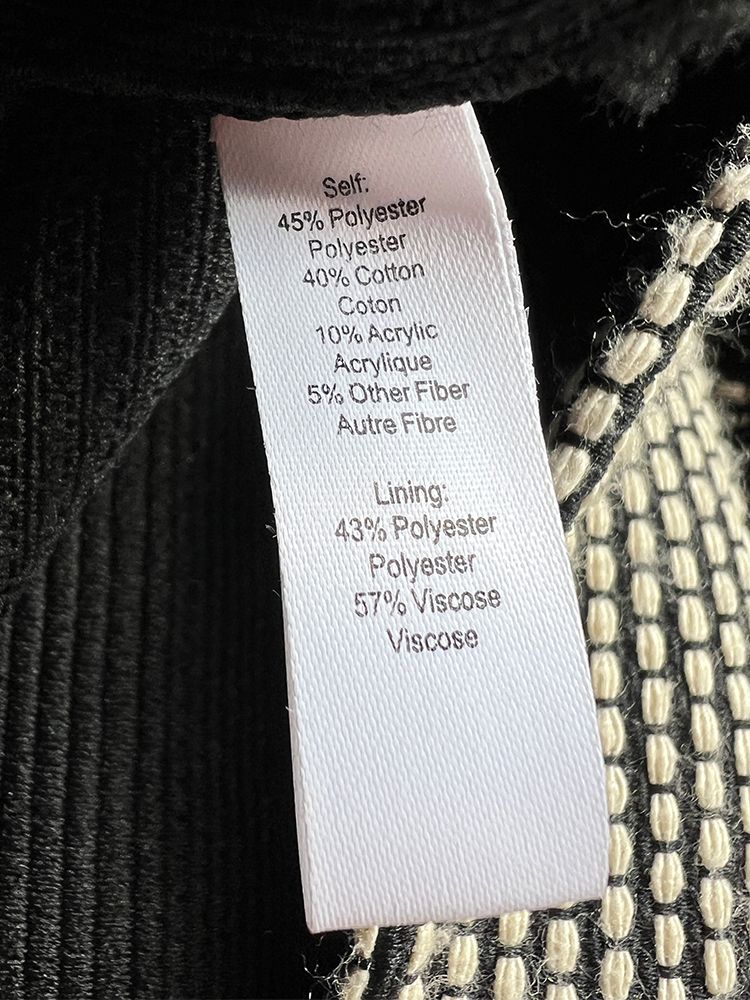 Self:
45% Polyester
Polyester
40% Cotton
Coton
10% Acrylic
Acrylique
5% Other Fiber
Autre Fibre
Lining:
43% Polyester
Polyester
57% Viscose
Viscose